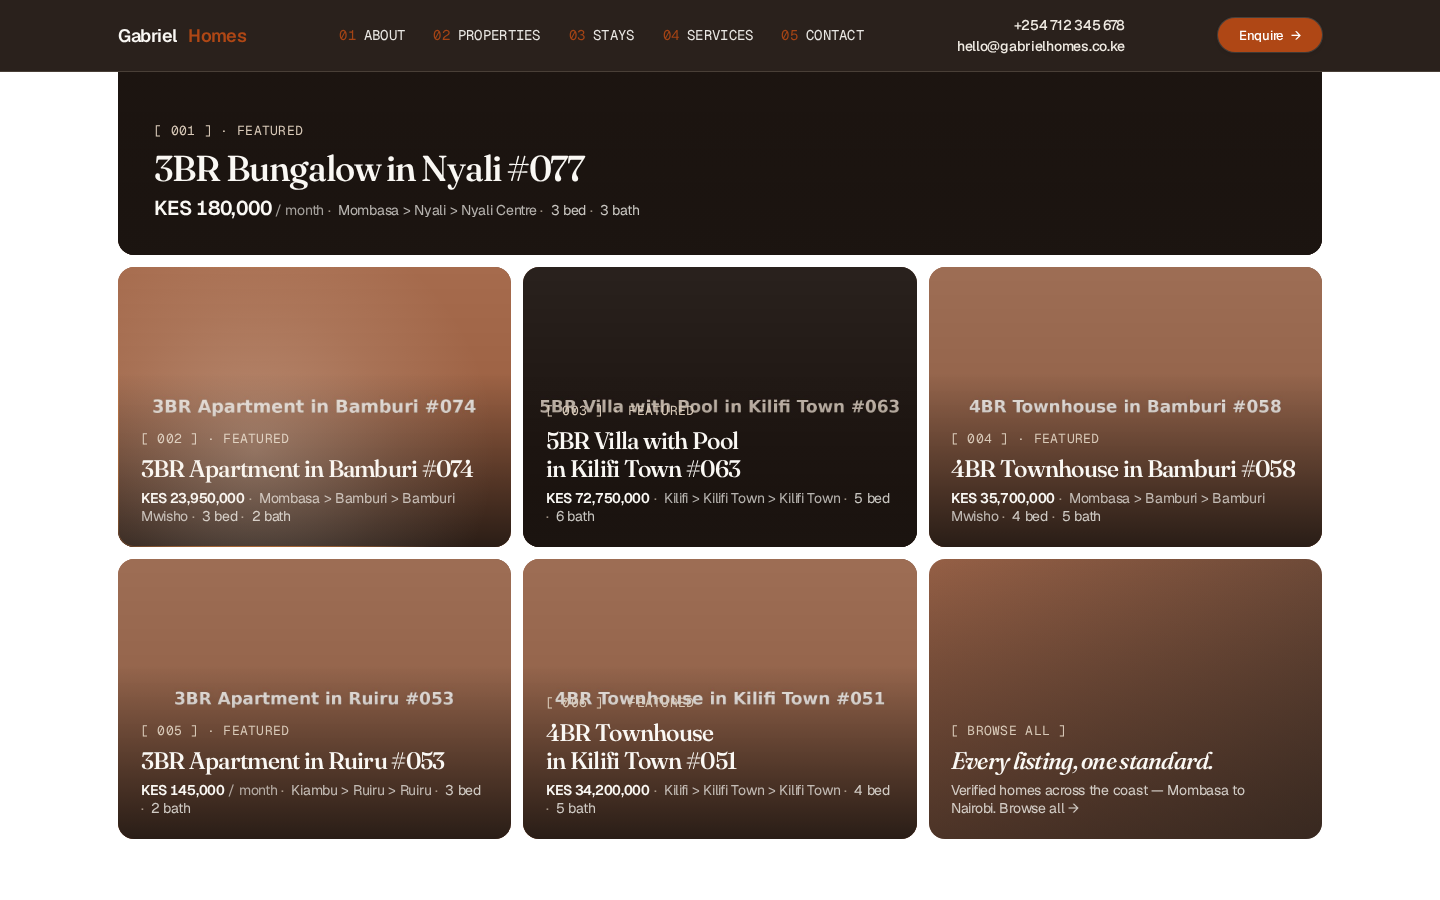 Gabriel Homes
01 ABOUT 02 PROPERTIES 03 STAYS 04 SERVICES 05 CONTACT
+254 712 345 678
hello@gabrielhomes.co.ke
Enquire →
[ 001 ] · FEATURED
3BR Bungalow in Nyali #077
KES 180,000 / month · Mombasa > Nyali > Nyali Centre · 3 bed · 3 bath
3BR Apartment in Bamburi #074
[ 002 ] · FEATURED
3BR Apartment in Bamburi #074
KES 23,950,000 · Mombasa > Bamburi > Bamburi
Mwisho · 3 bed · 2 bath
5BR Villa with Pool in Kilifi Town #063
[ 003 ] · FEATURED
5BR Villa with Pool
in Kilifi Town #063
KES 72,750,000 · Kilifi > Kilifi Town > Kilifi Town · 5 bed
· 6 bath
4BR Townhouse in Bamburi #058
[ 004 ] · FEATURED
4BR Townhouse in Bamburi #058
KES 35,700,000 · Mombasa > Bamburi > Bamburi
Mwisho · 4 bed · 5 bath
3BR Apartment in Ruiru #053
[ 005 ] · FEATURED
3BR Apartment in Ruiru #053
KES 145,000 / month · Kiambu > Ruiru > Ruiru · 3 bed
· 2 bath
4BR Townhouse in Kilifi Town #051
[ 006 ] · FEATURED
4BR Townhouse
in Kilifi Town #051
KES 34,200,000 · Kilifi > Kilifi Town > Kilifi Town · 4 bed
· 5 bath
[ BROWSE ALL ]
Every listing, one standard.
Verified homes across the coast — Mombasa to
Nairobi. Browse all →